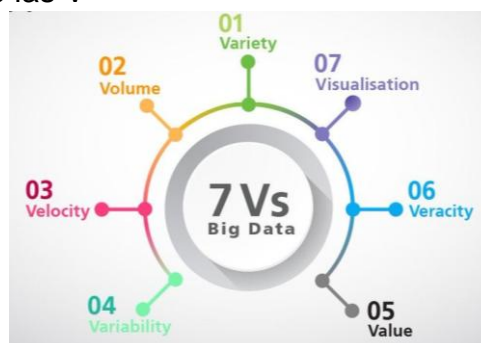 01
Variety
02
Volume
03
Velocity
04
Variability
05
Value
06
Veracity
07
Visualisation
7 Vs
Big Data